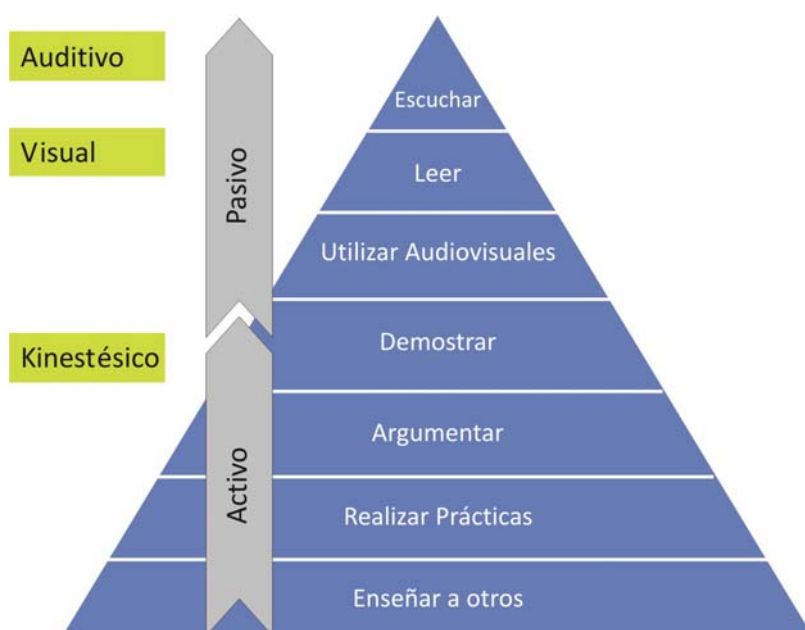 Auditivo
Visual
Kinestésico
Pasivo
Activo
Escuchar
Leer
Utilizar Audiovisuales
Demostrar
Argumentar
Realizar Prácticas
Enseñar a otros